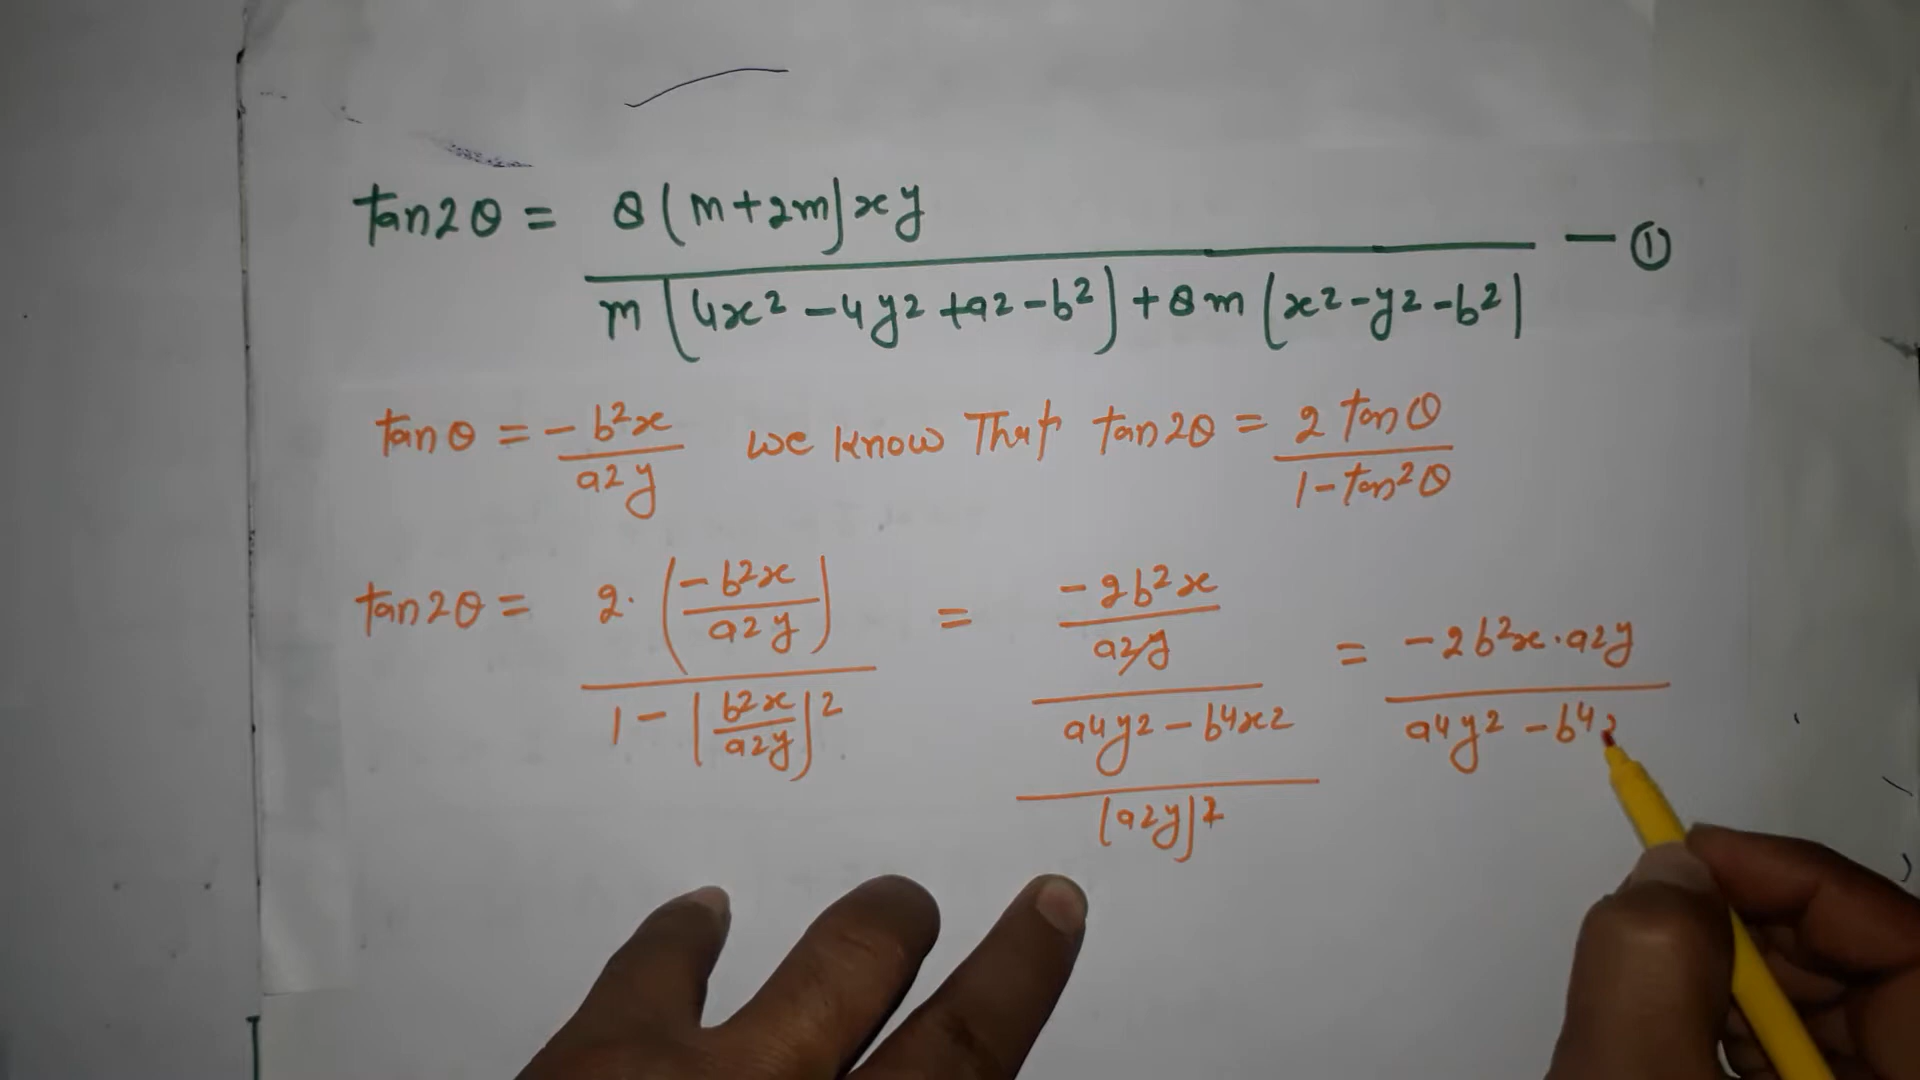 tan2θ = 8(m+2m)xy / m(4x² - 4y² + a² - b²) + 8m(x² - y² - b²) — ①
tanθ = -b²x / a²y we know That tan2θ = 2 tanθ / 1 - tan²θ
tan2θ = 2·(-b²x / a²y) / 1 - (b²x / a²y)² = -2b²x / a²y / a⁴y² - b⁴x² / (a²y)² = -2b²x·a²y / a⁴y² - b⁴